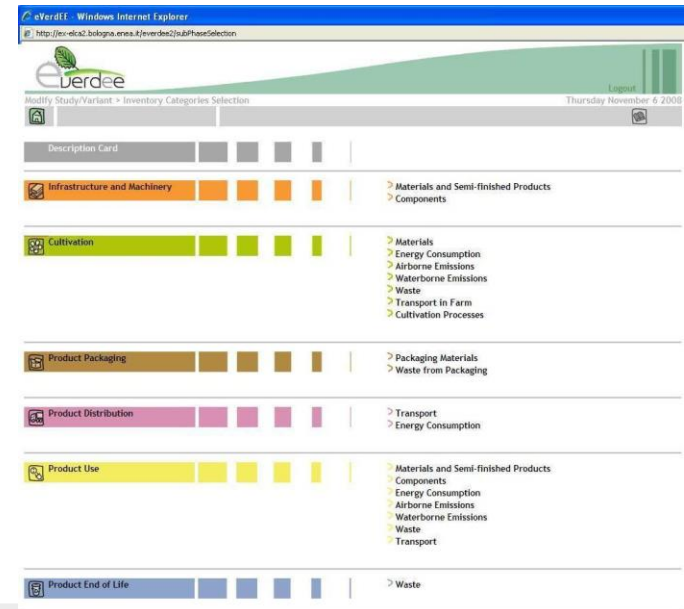 eVerdEE - Windows Internet Explorer
http://ex-elca2.bologna.enea.it/everdee2/subPhaseSelection
everdee
Logout
Modify Study/Variant > Inventory Categories Selection
Thursday November 6 2008
Description Card
Infrastructure and Machinery
> Materials and Semi-finished Products
> Components
Cultivation
> Materials
> Energy Consumption
> Airborne Emissions
> Waterborne Emissions
> Waste
> Transport in Farm
> Cultivation Processes
Product Packaging
> Packaging Materials
> Waste from Packaging
Product Distribution
> Transport
> Energy Consumption
Product Use
> Materials and Semi-finished Products
> Components
> Energy Consumption
> Airborne Emissions
> Waterborne Emissions
> Waste
> Transport
Product End of Life
> Waste